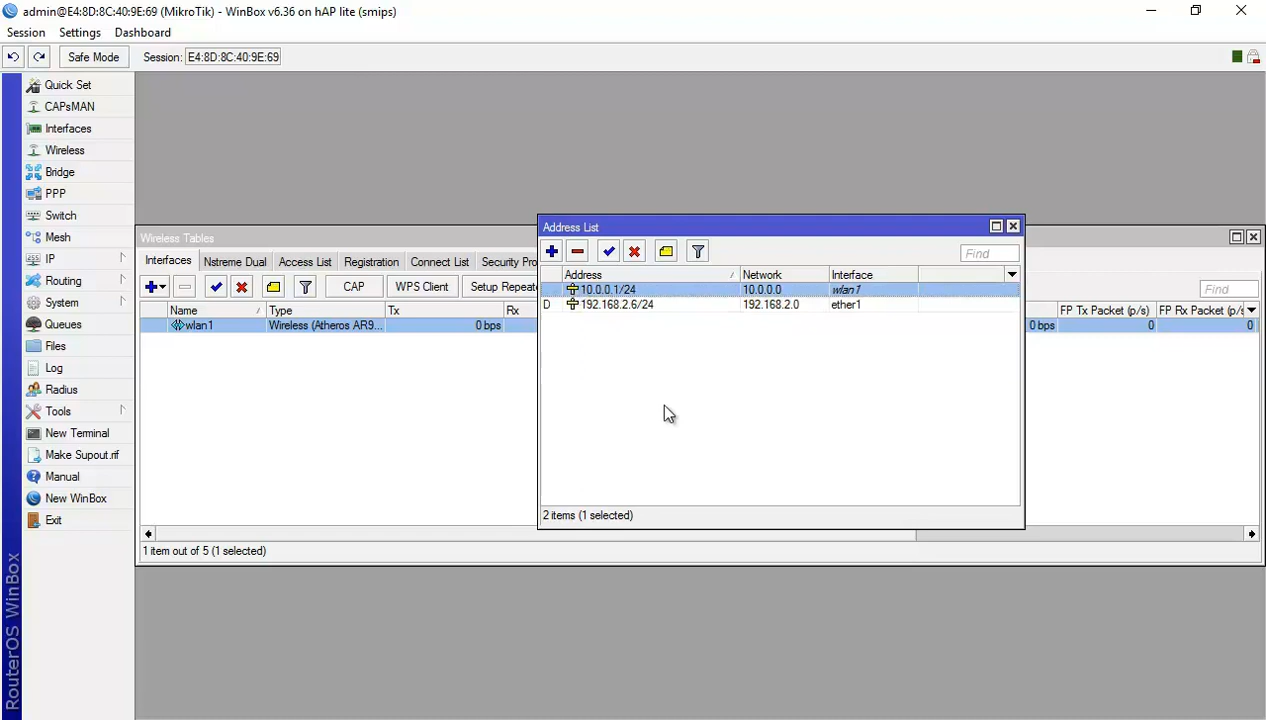 admin@E4:8D:8C:40:9E:69 (MikroTik) - WinBox v6.36 on hAP lite (smips)
Session Settings Dashboard
Safe Mode Session: E4:8D:8C:40:9E:69
Quick Set
CAPsMAN
Interfaces
Wireless
Bridge
PPP
Switch
Mesh
IP
Routing
System
Queues
Files
Log
Radius
Tools
New Terminal
Make Supout.rif
Manual
New WinBox
Exit
RouterOS WinBox
Wireless Tables
Interfaces Nstreme Dual Access List Registration Connect List Security Pro
CAP WPS Client Setup Repeate Find
Name Type Tx Rx FP Tx Packet (p/s) FP Rx Packet (p/s
wlan1 Wireless (Atheros AR9... 0 bps 0 bps 0 0
1 item out of 5 (1 selected)
Address List
Find
Address Network Interface
10.0.0.1/24 10.0.0.0 wlan1
D 192.168.2.6/24 192.168.2.0 ether1
2 items (1 selected)